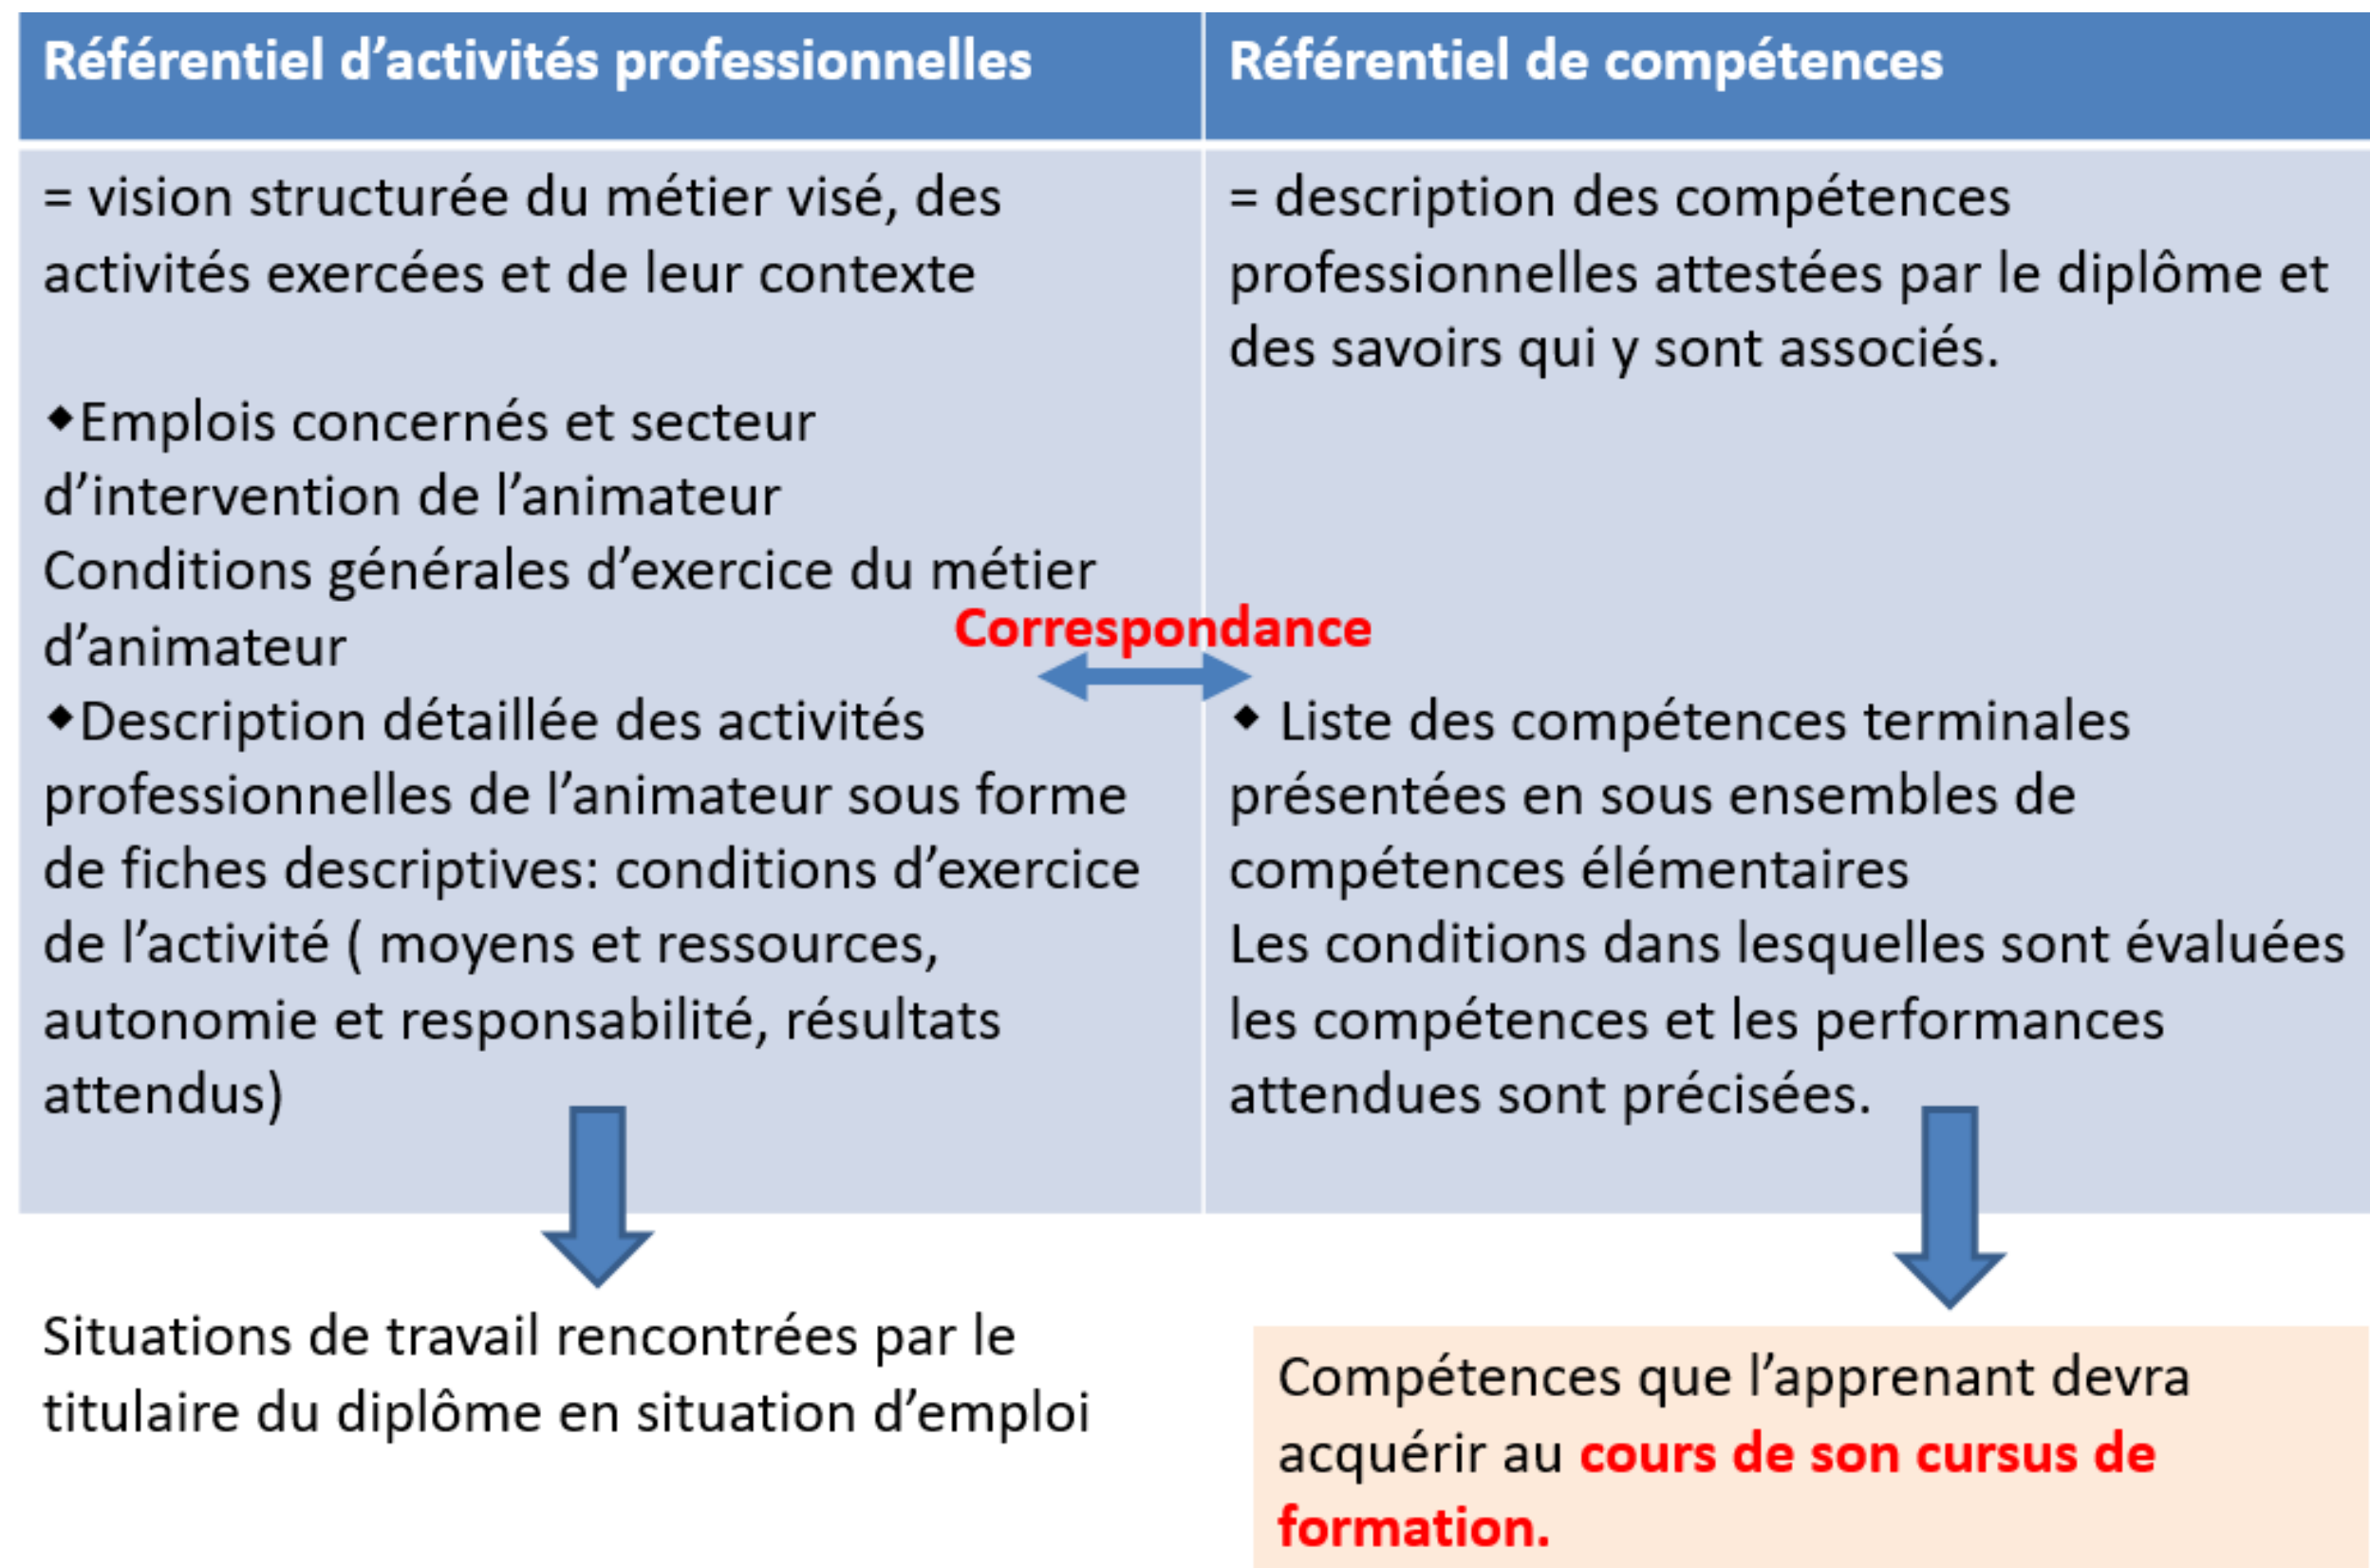 Référentiel d’activités professionnelles
= vision structurée du métier visé, des
activités exercées et de leur contexte
◆Emplois concernés et secteur
d’intervention de l’animateur
Conditions générales d’exercice du métier
d’animateur
◆Description détaillée des activités
professionnelles de l’animateur sous forme
de fiches descriptives: conditions d’exercice
de l’activité ( moyens et ressources,
autonomie et responsabilité, résultats
attendus)
Situations de travail rencontrées par le
titulaire du diplôme en situation d’emploi
Correspondance
Référentiel de compétences
= description des compétences
professionnelles attestées par le diplôme et
des savoirs qui y sont associés.
◆ Liste des compétences terminales
présentées en sous ensembles de
compétences élémentaires
Les conditions dans lesquelles sont évaluées
les compétences et les performances
attendues sont précisées.
Compétences que l’apprenant devra
acquérir au cours de son cursus de
formation.